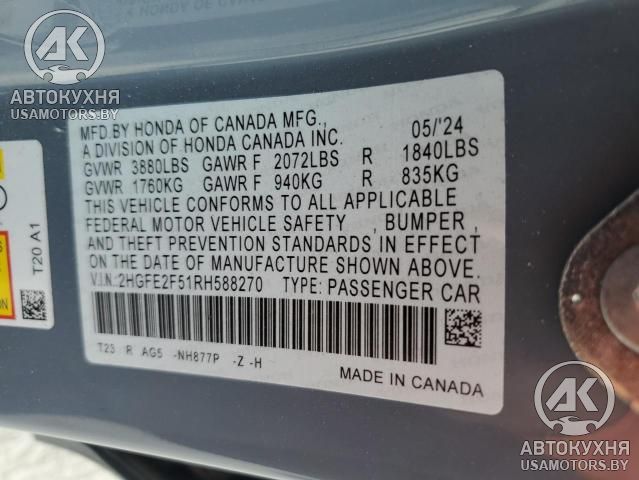 AK
АВТОКУХНЯ
USAMOTORS.BY
MFD.BY HONDA OF CANADA MFG., 05/'24
A DIVISION OF HONDA CANADA INC.
GVWR 3880LBS GAWR F 2072LBS R 1840LBS
GVWR 1760KG GAWR F 940KG R 835KG
THIS VEHICLE CONFORMS TO ALL APPLICABLE
FEDERAL MOTOR VEHICLE SAFETY , BUMPER ,
AND THEFT PREVENTION STANDARDS IN EFFECT
ON THE DATE OF MANUFACTURE SHOWN ABOVE.
V.I.N.:2HGFE2F51RH588270 TYPE: PASSENGER CAR
T23 R AG5 -NH877P -Z -H
MADE IN CANADA
T20 A1
AK
АВТОКУХНЯ
USAMOTORS.BY